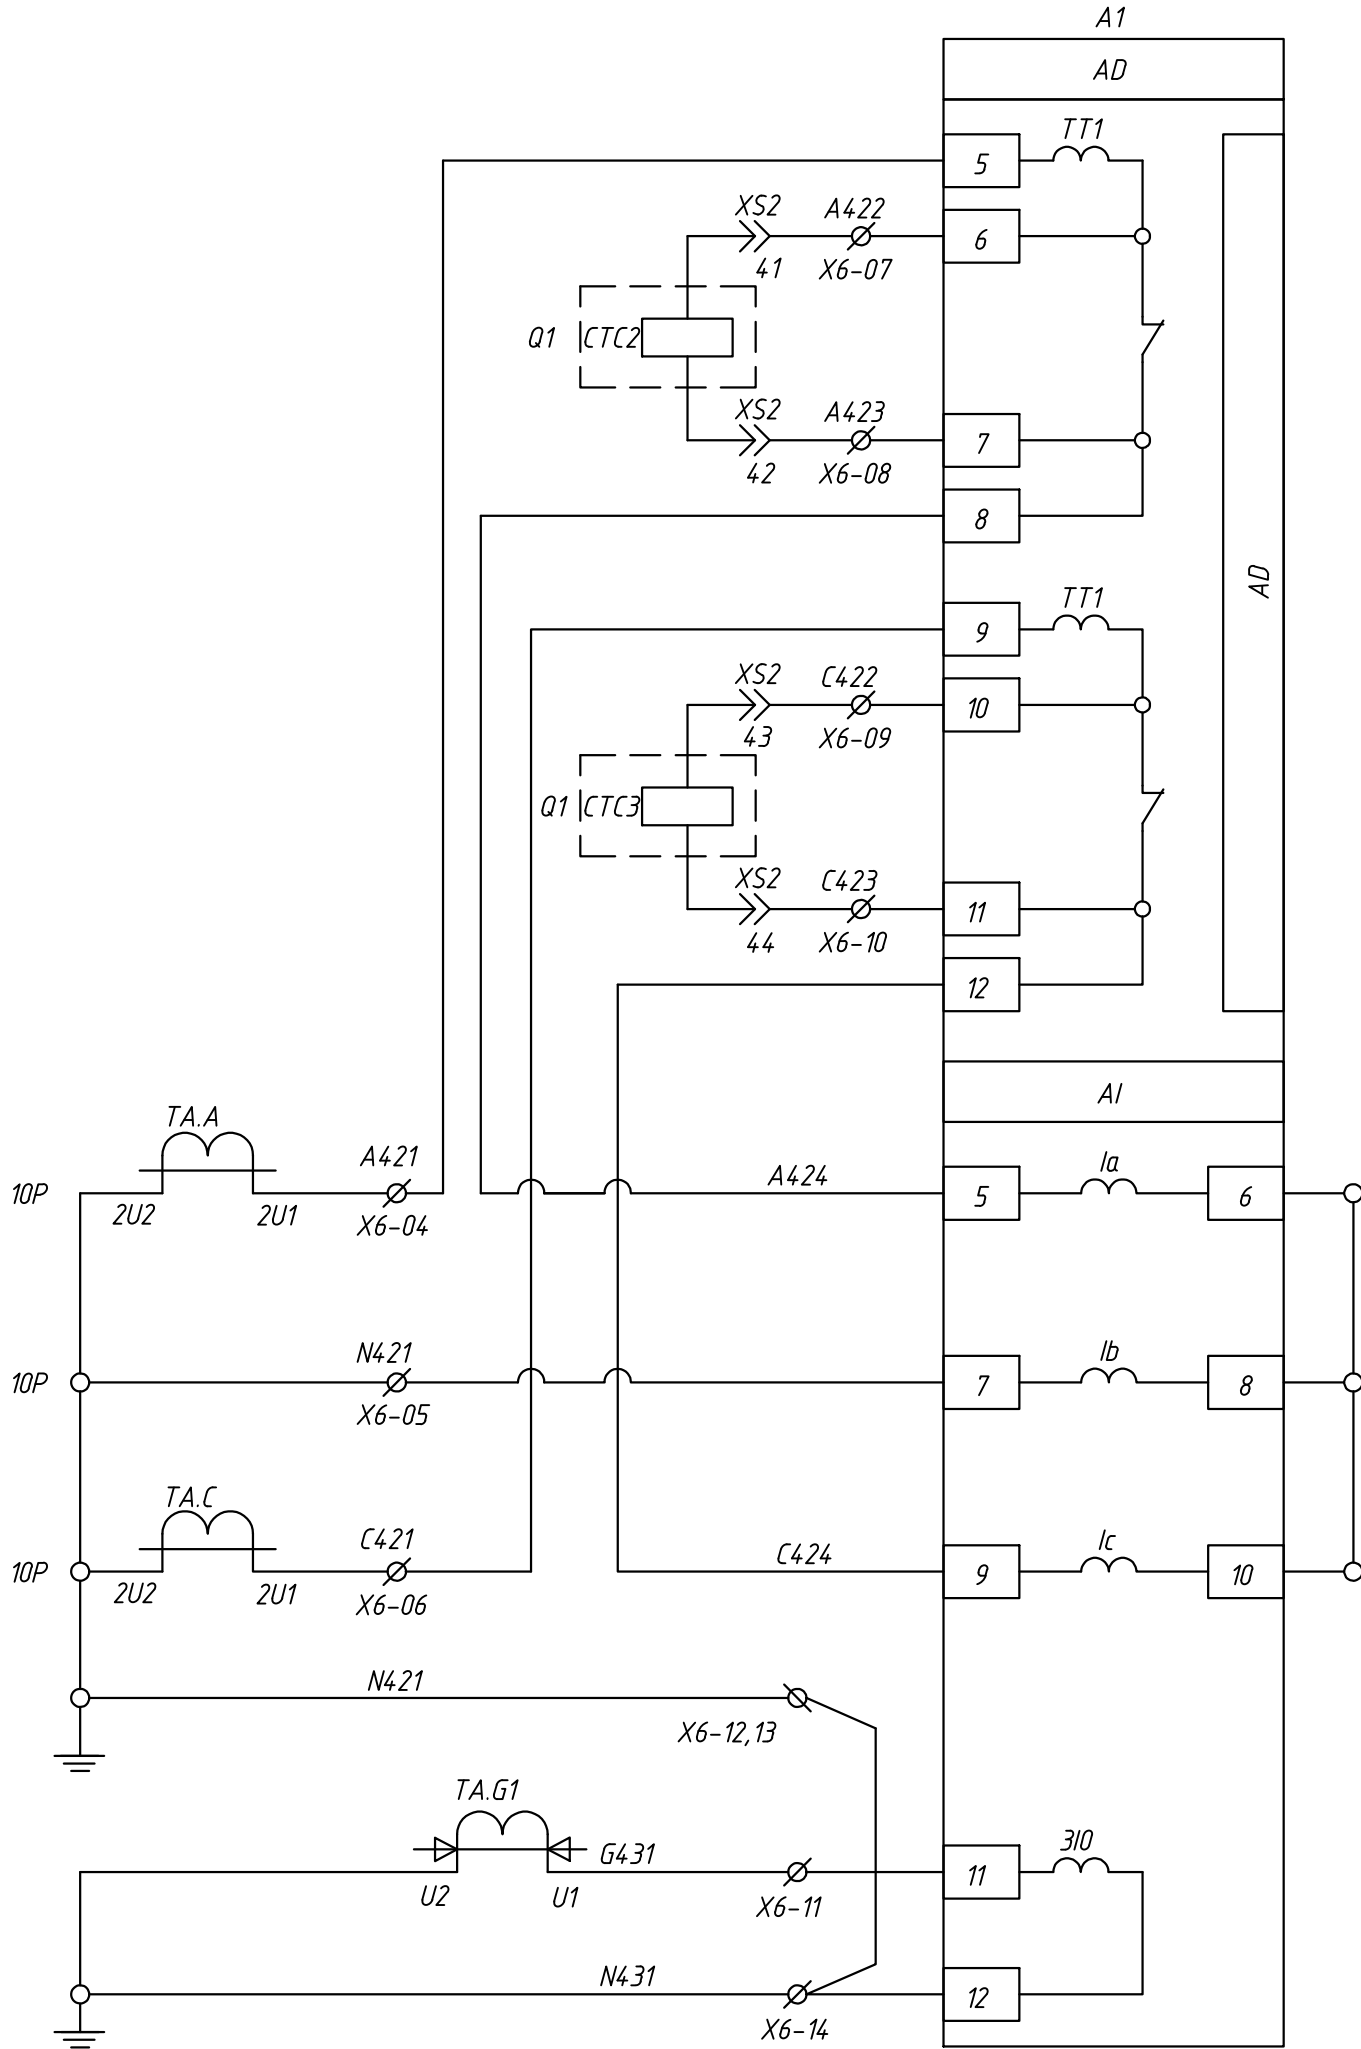 A1
AD
TT1
5
XS2 A422
6
41 X6-07
Q1 CTC2
XS2 A423
7
42 X6-08
8
AD
TT1
9
XS2 C422
10
43 X6-09
Q1 CTC3
XS2 C423
11
44 X6-10
12
AI
TA.A
A421 A424 Ia
10P 5 6
2U2 2U1 X6-04
N421 Ib
10P 7 8
X6-05
TA.C
C421 C424 Ic
10P 9 10
2U2 2U1 X6-06
N421
X6-12,13
TA.G1
G431 3I0
11
U2 U1 X6-11
N431
12
X6-14